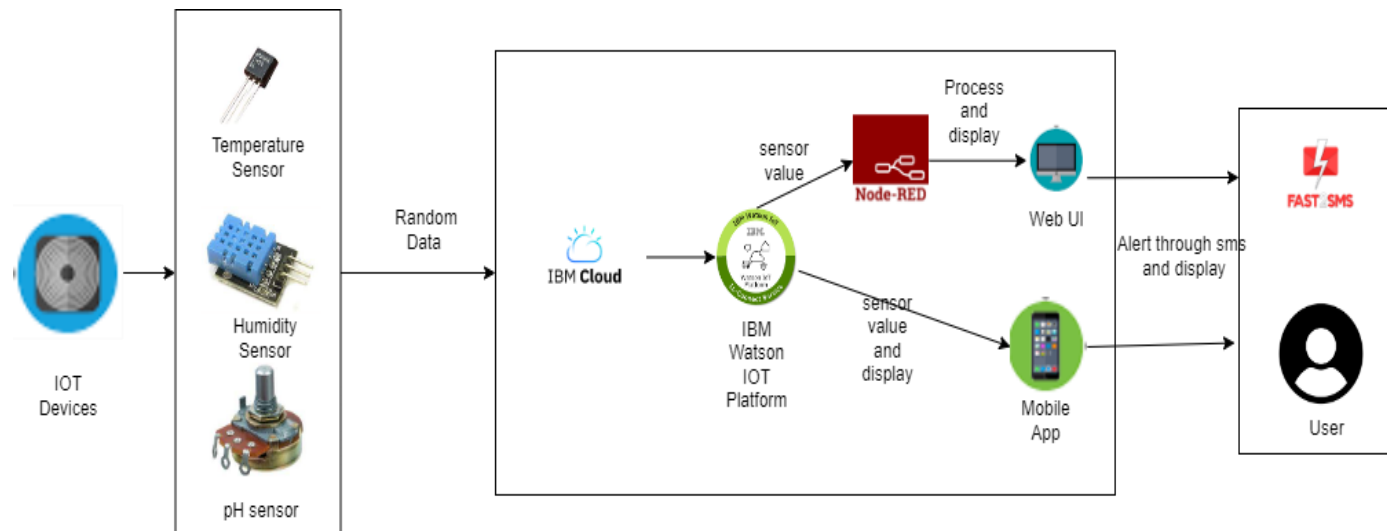 IOT
Devices
Temperature
Sensor
Humidity
Sensor
pH sensor
Random
Data
IBM Cloud
IBM
IBM
Watson
IOT
Platform
sensor
value
Node-RED
Process
and
display
Web UI
sensor
value
and
display
Mobile
App
Alert through sms
and display
FAST2SMS
User